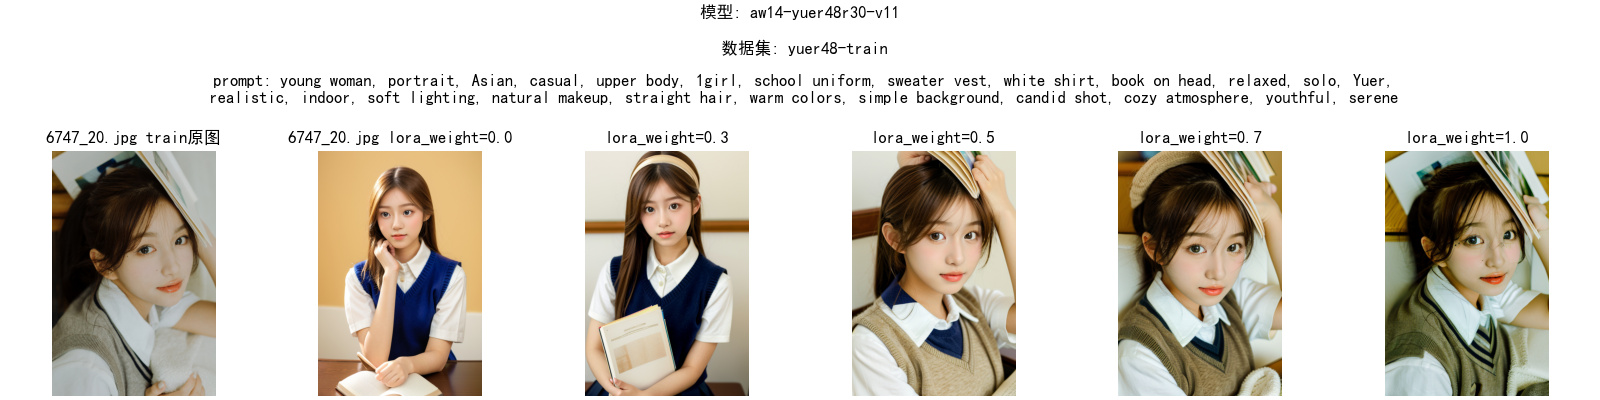 模型: aw14-yuer48r30-v11
数据集: yuer48-train
prompt: young woman, portrait, Asian, casual, upper body, 1girl, school uniform, sweater vest, white shirt, book on head, relaxed, solo, Yuer,
realistic, indoor, soft lighting, natural makeup, straight hair, warm colors, simple background, candid shot, cozy atmosphere, youthful, serene
6747_20.jpg train原图
6747_20.jpg lora_weight=0.0
lora_weight=0.3
lora_weight=0.5
lora_weight=0.7
lora_weight=1.0